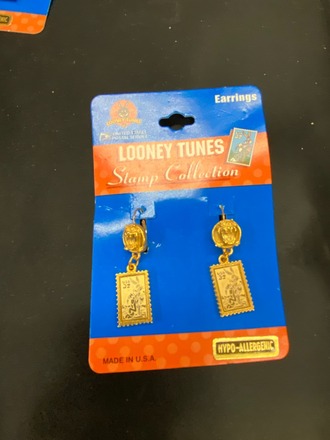 Earrings
LOONEY TUNES
Stamp Collection
MADE IN U.S.A.
HYPO-ALLERGENIC